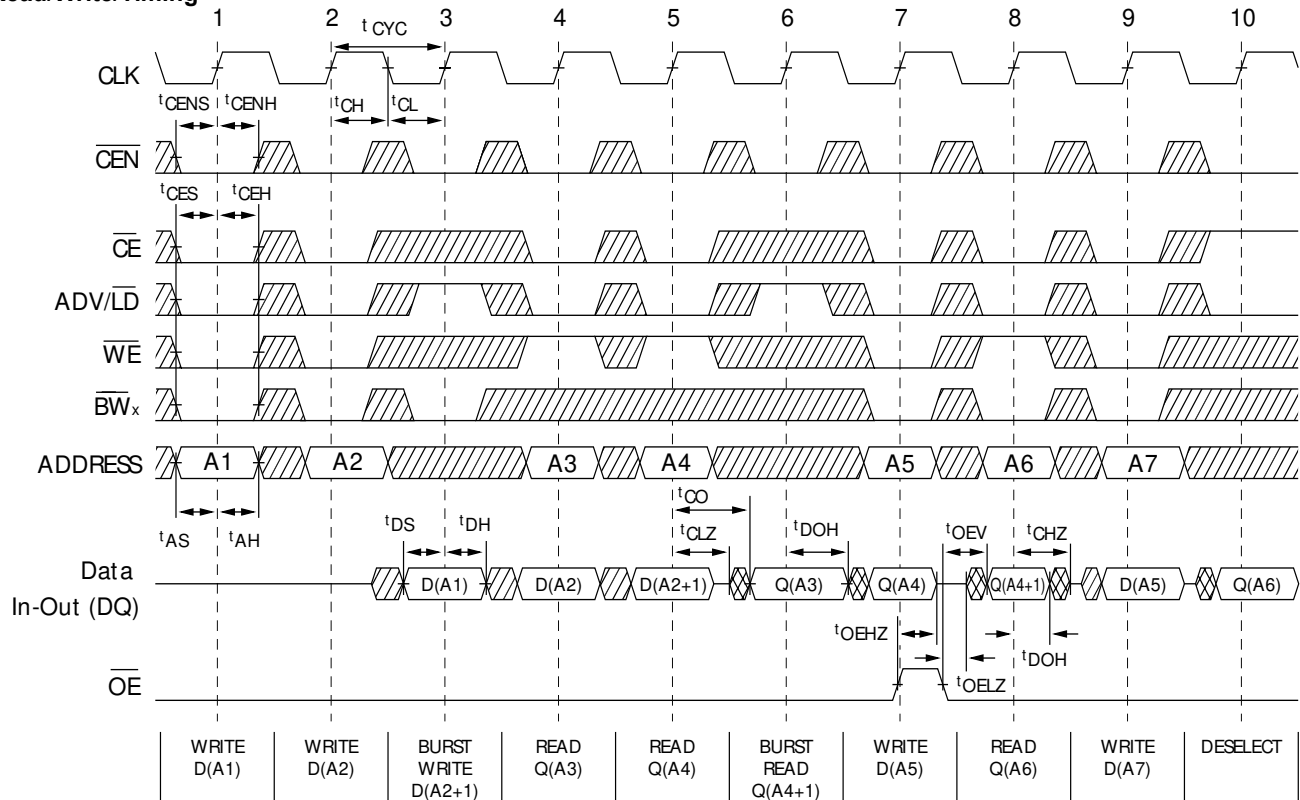 Read/Write/Timing
1 2 3 4 5 6 7 8 9 10
tCYC
CLK
tCENS tCENH tCH tCL
CEN
tCES tCEH
CE
ADV/LD
WE
BWx
ADDRESS A1 A2 A3 A4 A5 A6 A7
tCO
tAS tAH tDS tDH tCLZ tDOH tOEV tCHZ
Data
In-Out (DQ)
D(A1) D(A2) D(A2+1) Q(A3) Q(A4) Q(A4+1) D(A5) Q(A6)
tOEHZ tDOH
tOELZ
OE
WRITE D(A1)
WRITE D(A2)
BURST WRITE D(A2+1)
READ Q(A3)
READ Q(A4)
BURST READ Q(A4+1)
WRITE D(A5)
READ Q(A6)
WRITE D(A7)
DESELECT